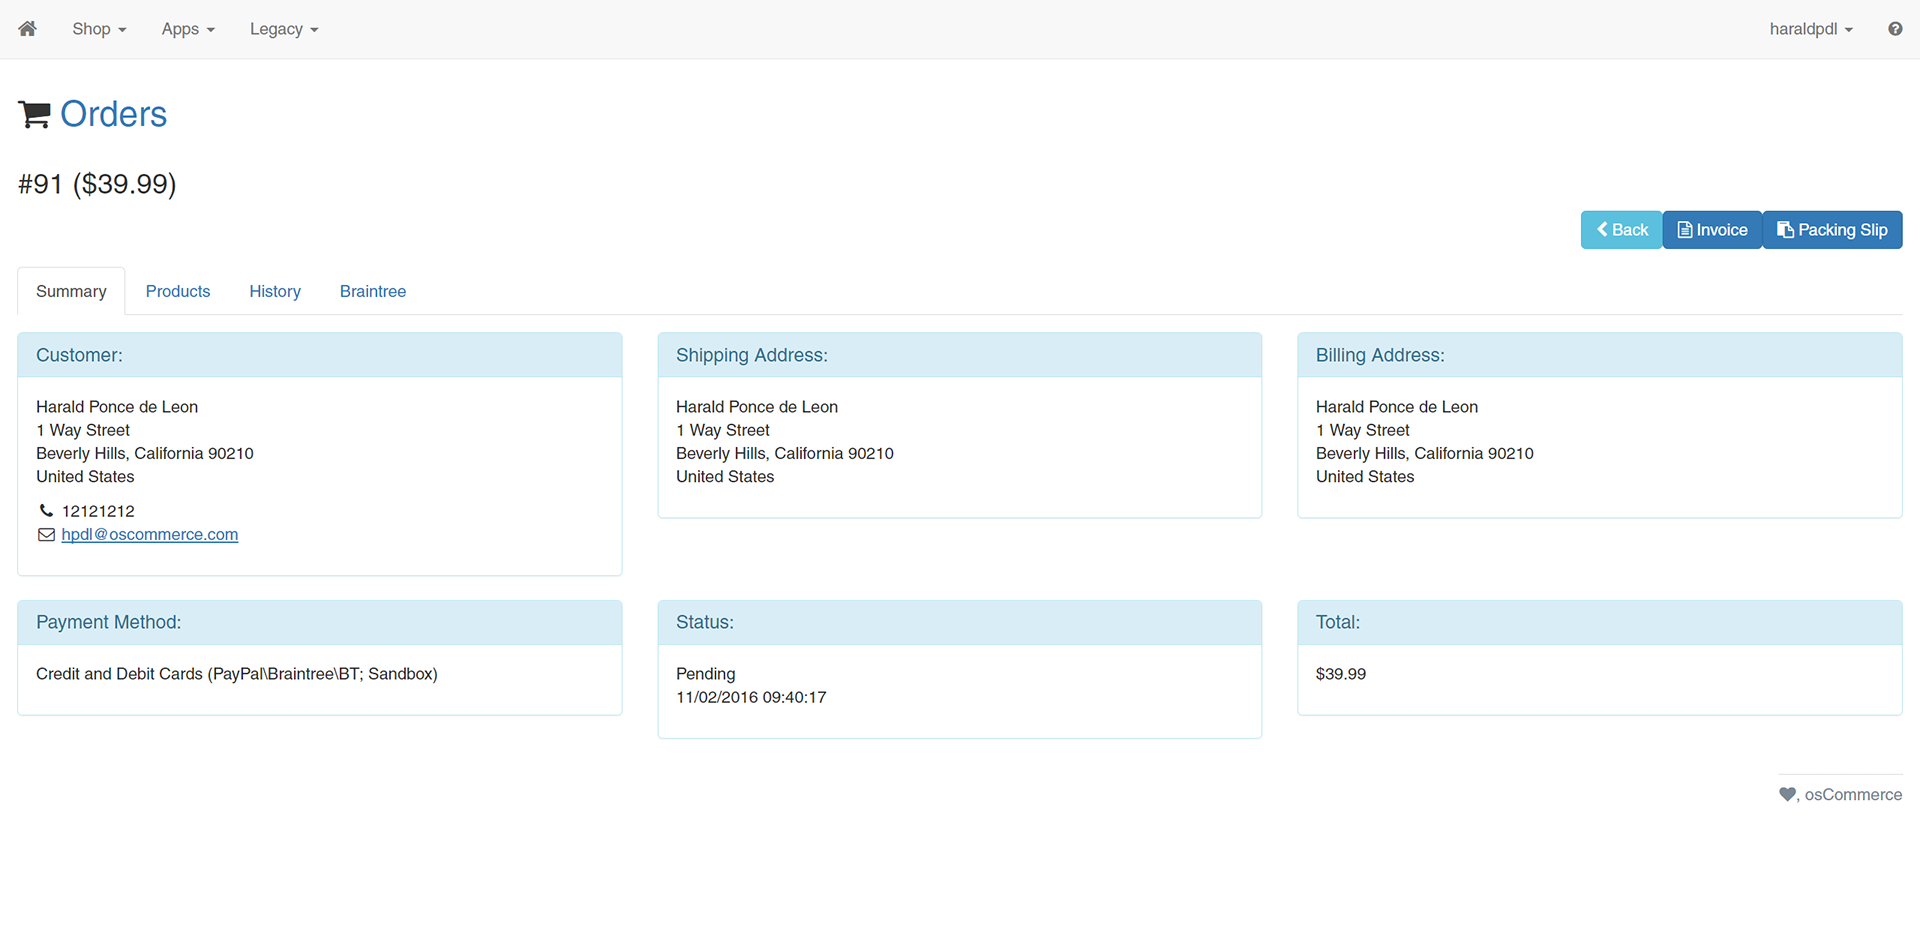 Shop Apps Legacy haraldpdl
Orders
#91 ($39.99)
Back Invoice Packing Slip
Summary Products History Braintree
Customer:
Harald Ponce de Leon
1 Way Street
Beverly Hills, California 90210
United States
12121212
hpdl@oscommerce.com
Shipping Address:
Harald Ponce de Leon
1 Way Street
Beverly Hills, California 90210
United States
Billing Address:
Harald Ponce de Leon
1 Way Street
Beverly Hills, California 90210
United States
Payment Method:
Credit and Debit Cards (PayPal\Braintree\BT; Sandbox)
Status:
Pending
11/02/2016 09:40:17
Total:
$39.99
, osCommerce